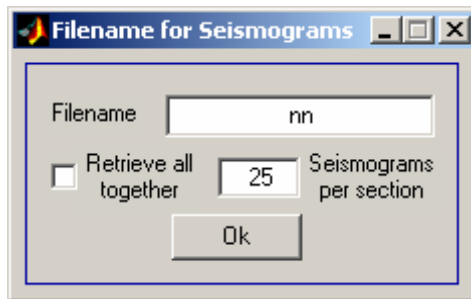 Filename for Seismograms
Filename nn
Retrieve all together 25 Seismograms per section
Ok